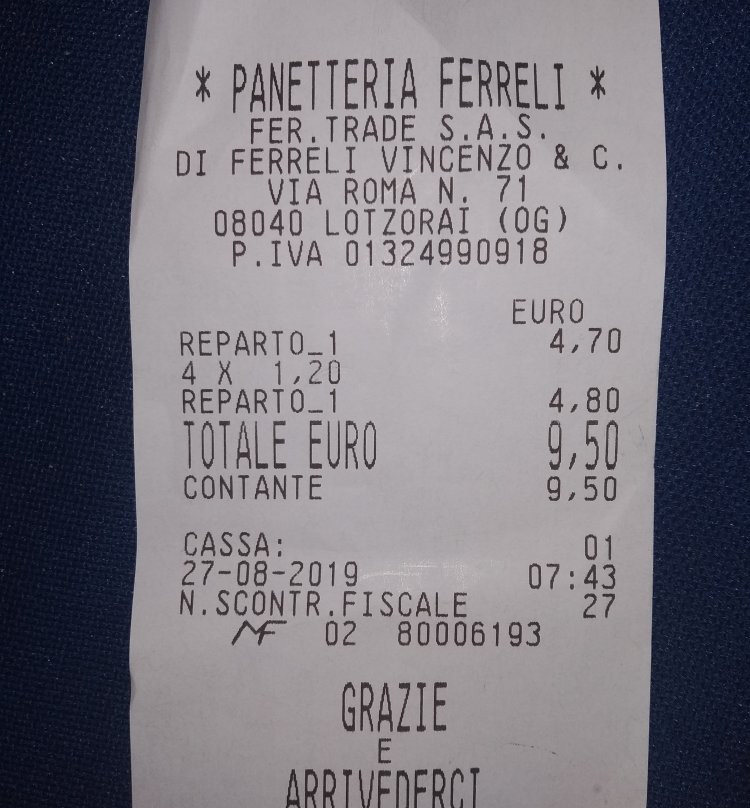 * PANETTERIA FERRELI *
FER.TRADE S.A.S.
DI FERRELI VINCENZO & C.
VIA ROMA N. 71
08040 LOTZORAI (OG)
P.IVA 01324990918
EURO
REPARTO_1 4,70
4 X 1,20
REPARTO_1 4,80
TOTALE EURO 9,50
CONTANTE 9,50
CASSA: 01
27-08-2019 07:43
N.SCONTR.FISCALE 27
MF 02 80006193
GRAZIE
E
ARRIVEDERCI